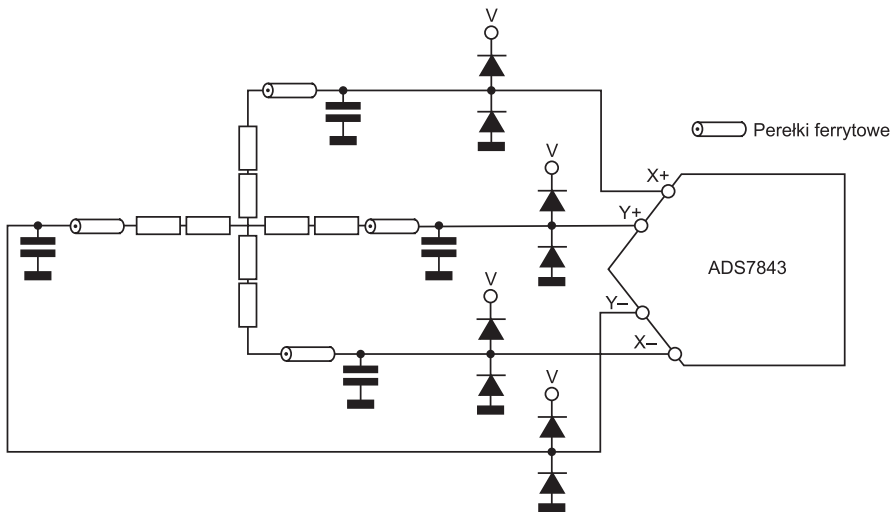 V
Perełki ferrytowe
V
X+
Y+
ADS7843
V
Y–
X–
V